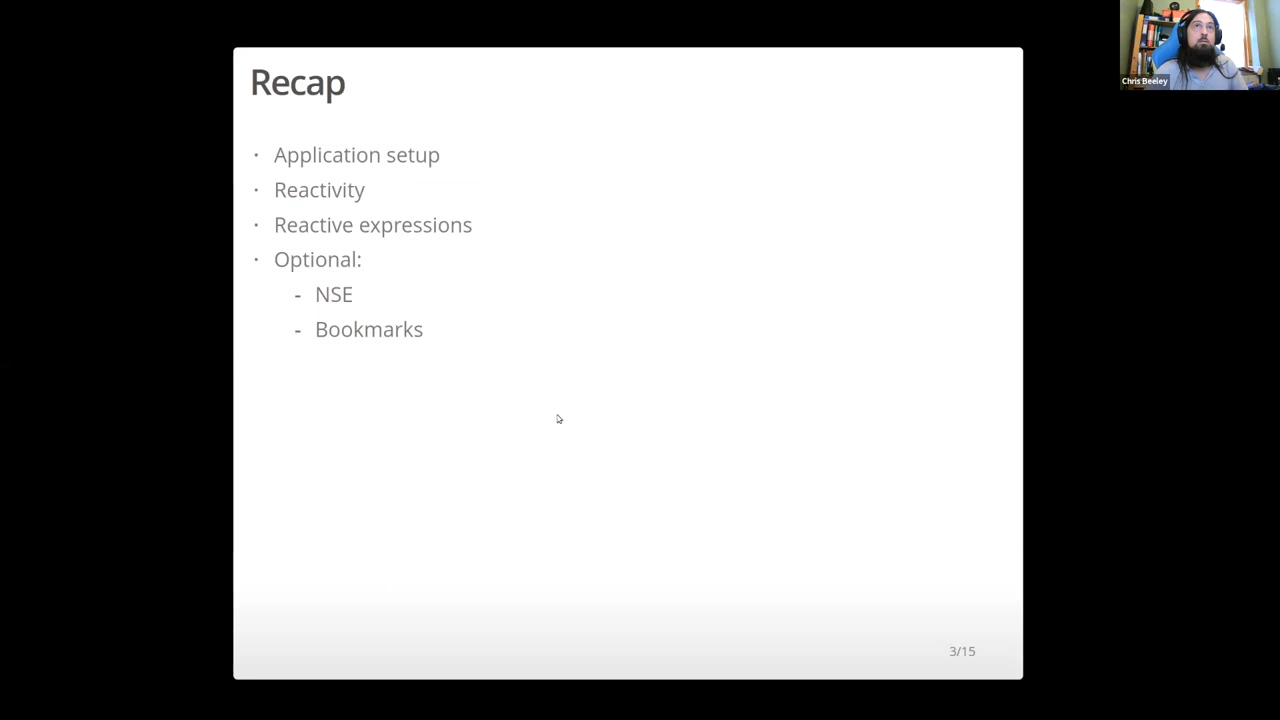 Recap
· Application setup
· Reactivity
· Reactive expressions
· Optional:
- NSE
- Bookmarks
3/15
Chris Beeley